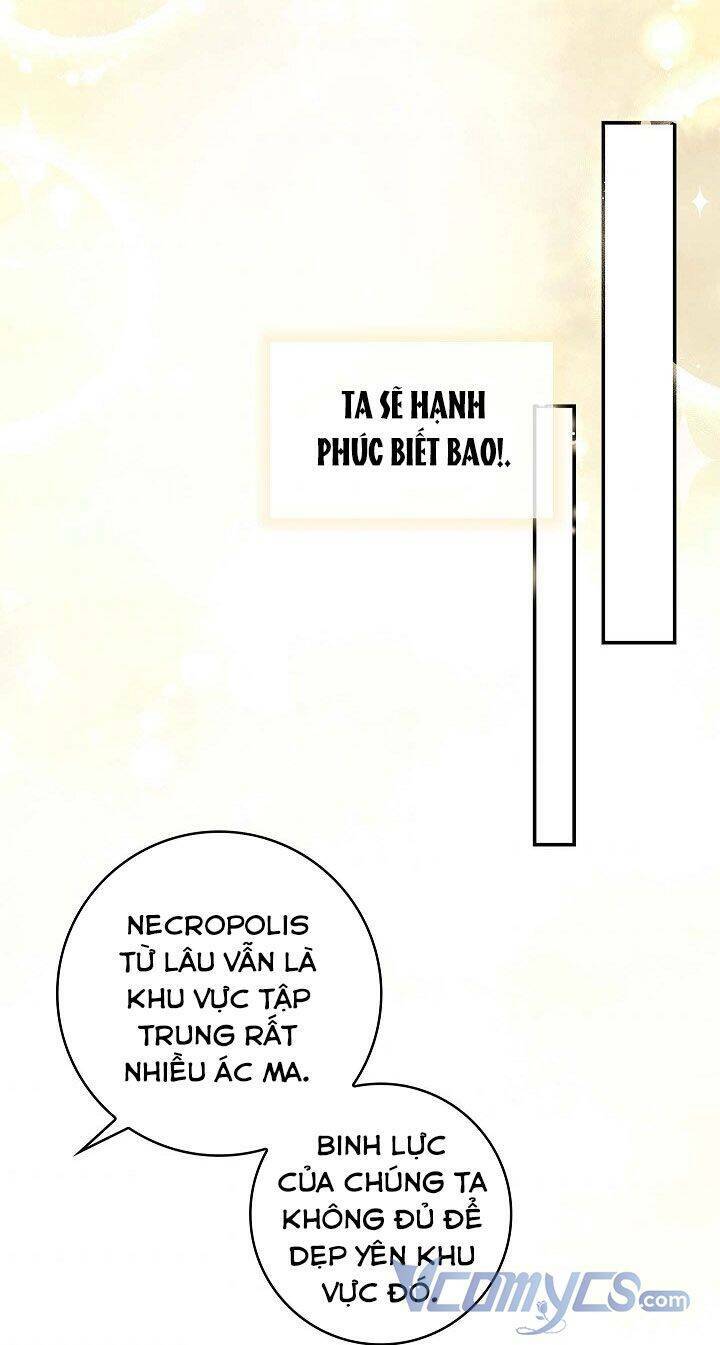 TA SẼ HẠNH
PHÚC BIẾT BAO!.
NECROPOLIS
TỪ LÂU VẪN LÀ
KHU VỰC TẬP
TRUNG RẤT
NHIỀU ÁC MA.
BINH LỰC
CỦA CHÚNG TA
KHÔNG ĐỦ ĐỂ
DẸP YÊN KHU
VỰC ĐÓ.
VCOMYCS.com